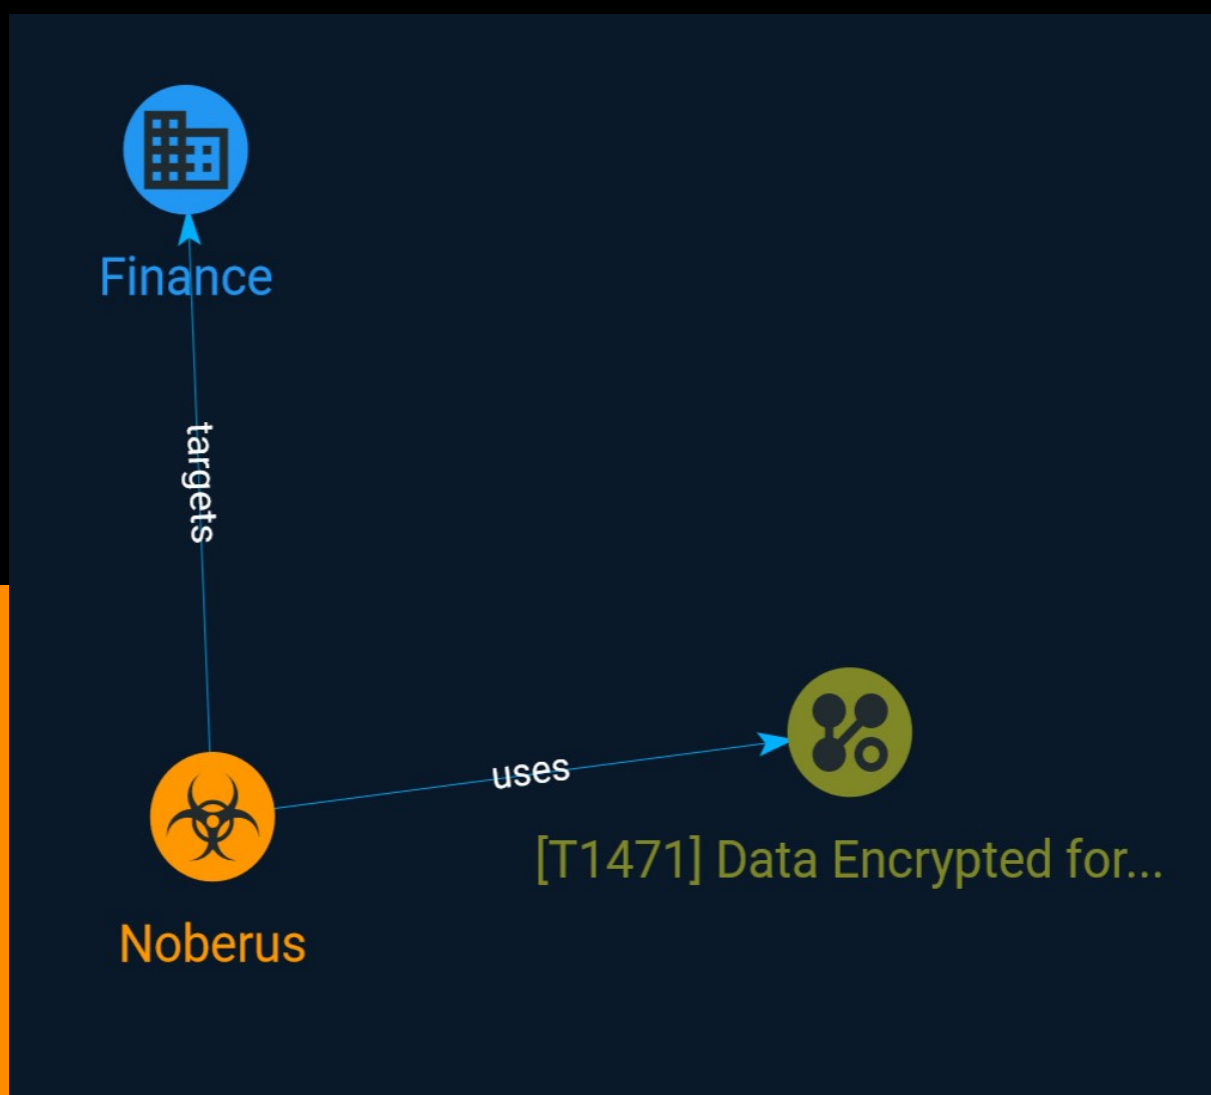 Finance
targets
uses
[T1471] Data Encrypted for...
Noberus